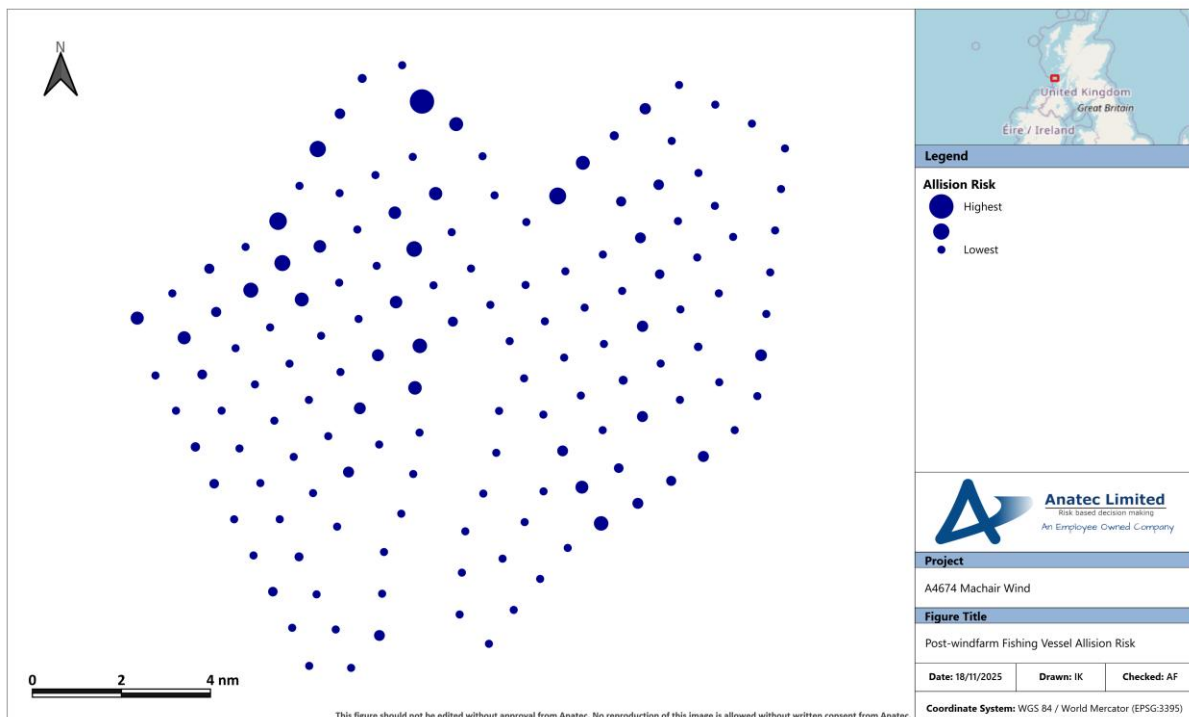 N
0
2
4 nm
This figure should not be edited without approval from Anatec. No reproduction of this image is allowed without written consent from Anatec
United Kingdom
Great Britain
Éire / Ireland
Legend
Allision Risk
Highest
Lowest
Anatec Limited
Risk based decision making
An Employee Owned Company
Project
A4674 Machair Wind
Figure Title
Post-windfarm Fishing Vessel Allision Risk
Date: 18/11/2025
Drawn: IK
Checked: AF
Coordinate System: WGS 84 / World Mercator (EPSG:3395)